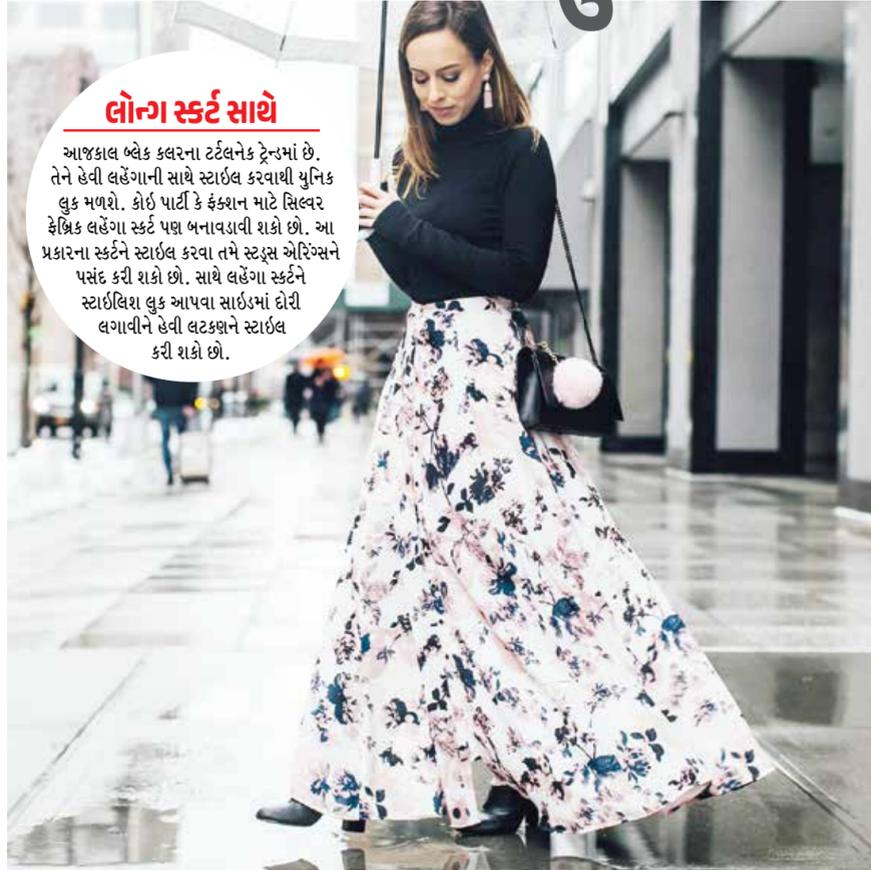 લોન્ગ સ્કર્ટ સાથે
આજકાલ બ્લેક કલરના ટર્ટલનેક ટ્રેન્ડમાં છે.
તેને હેવી લહેંગાની સાથે સ્ટાઇલ કરવાથી યુનિક
લુક મળશે. કોઇ પાર્ટી કે ફંક્શન માટે સિલ્વર
ફેબ્રિક લહેંગા સ્કર્ટ પણ બનાવડાવી શકો છો. આ
પ્રકારના સ્કર્ટને સ્ટાઇલ કરવા તમે સ્ટડ્સ એરિંગ્સને
પસંદ કરી શકો છો. સાથે લહેંગા સ્કર્ટને
સ્ટાઇલિશ લુક આપવા સાઇડમાં દોરી
લગાવીને હેવી લટકણને સ્ટાઇલ
કરી શકો છો.